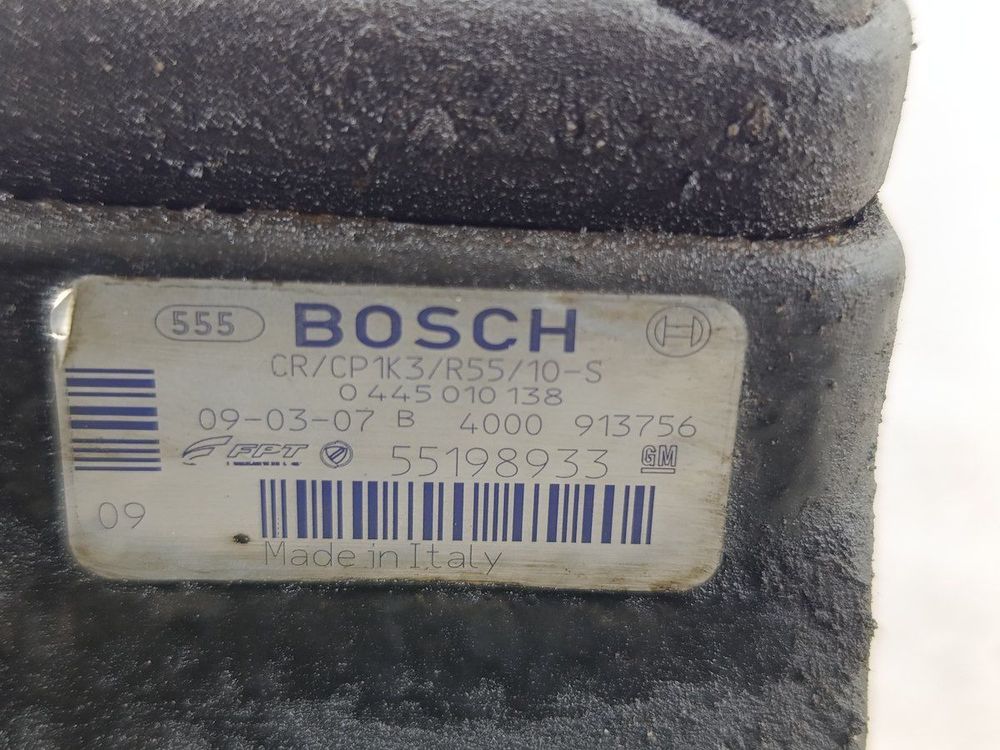 555 BOSCH
CR/CP1K3/R55/10-S
0 445 010 138
09-03-07 B 4000 913756
FPT 55198933 GM
09
Made in Italy